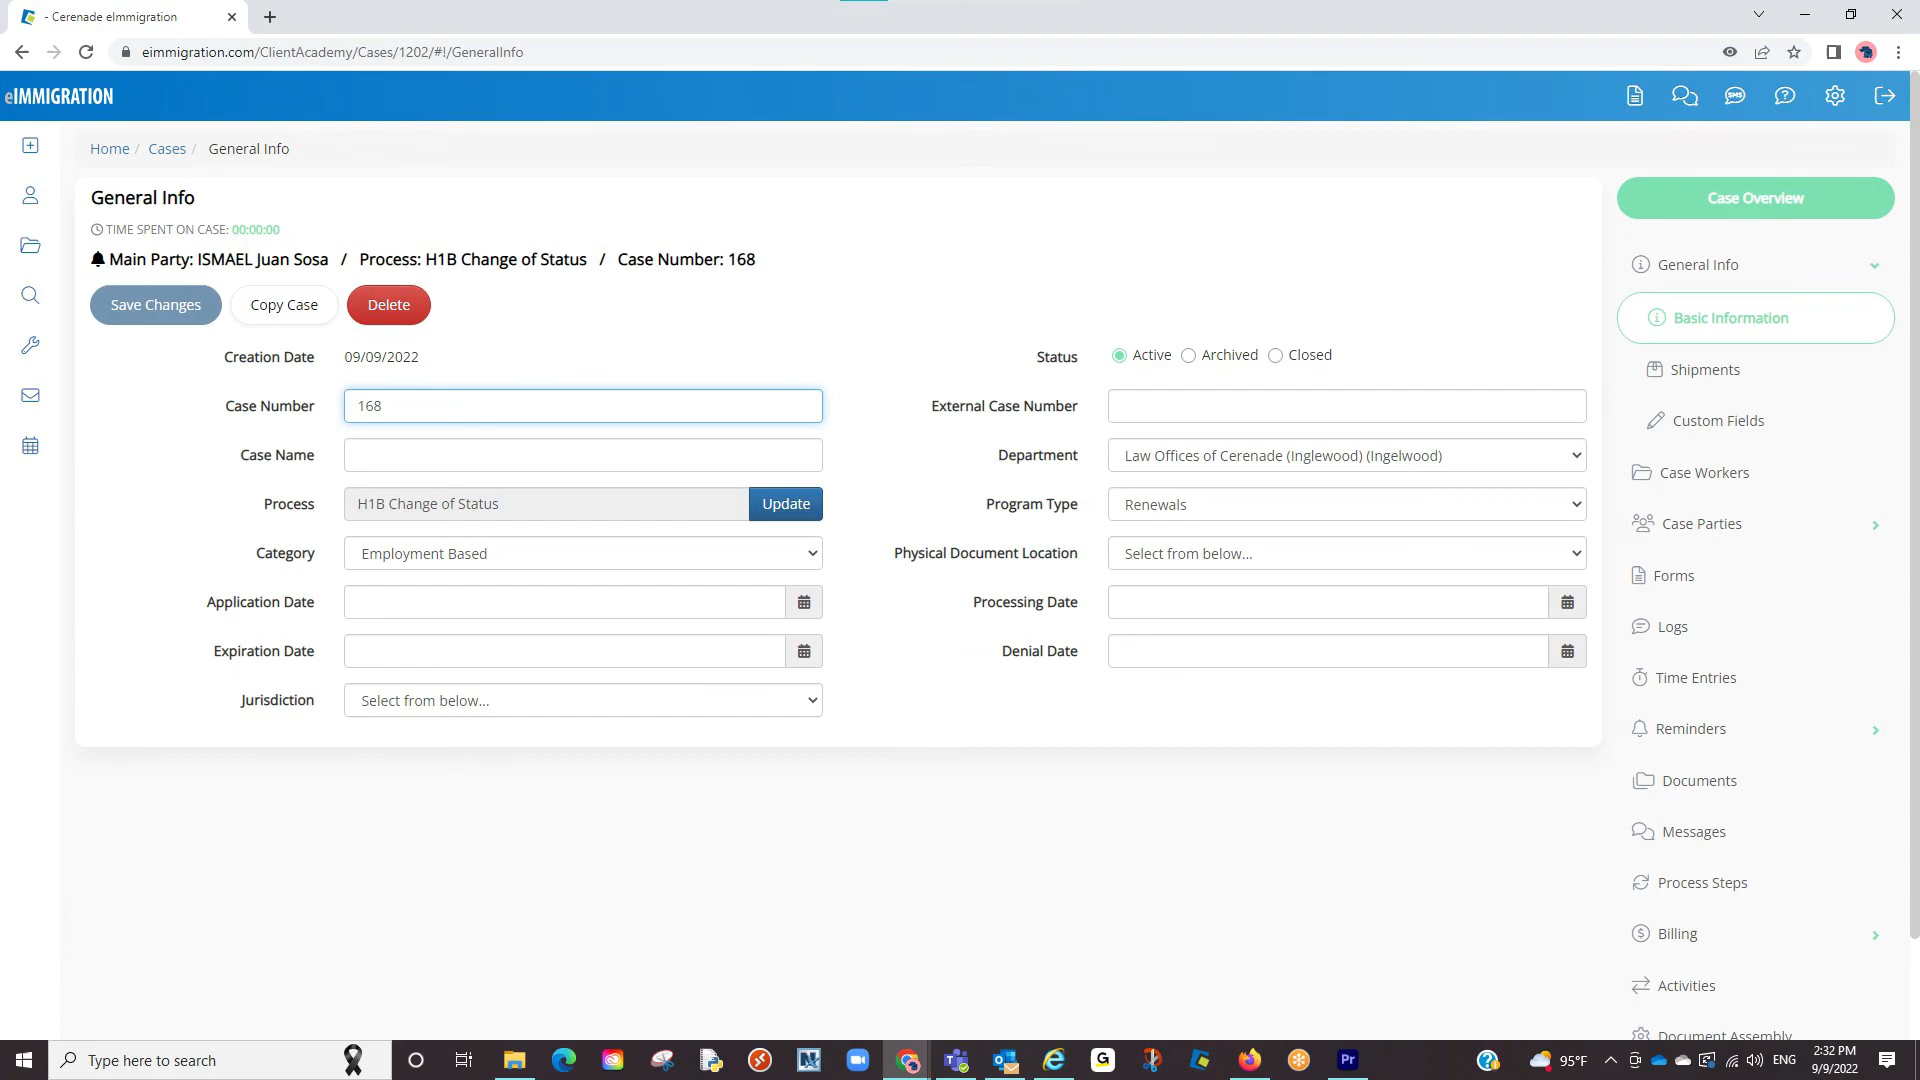 - Cerenade eImmigration
eimmigration.com/ClientAcademy/Cases/1202/#!/GeneralInfo
eIMMIGRATION
SMS
Home / Cases / General Info
General Info
TIME SPENT ON CASE: 00:00:00
Main Party: ISMAEL Juan Sosa / Process: H1B Change of Status / Case Number: 168
Save Changes Copy Case Delete
Creation Date 09/09/2022
Status Active Archived Closed
Case Number 168
External Case Number
Case Name
Department Law Offices of Cerenade (Inglewood) (Ingelwood)
Process H1B Change of Status Update
Program Type Renewals
Category Employment Based
Physical Document Location Select from below...
Application Date
Processing Date
Expiration Date
Denial Date
Jurisdiction Select from below...
Case Overview
General Info
Basic Information
Shipments
Custom Fields
Case Workers
Case Parties
Forms
Logs
Time Entries
Reminders
Documents
Messages
Process Steps
Billing
Activities
Document Assembly
Type here to search
G
Pr
95°F
ENG
2:32 PM
9/9/2022